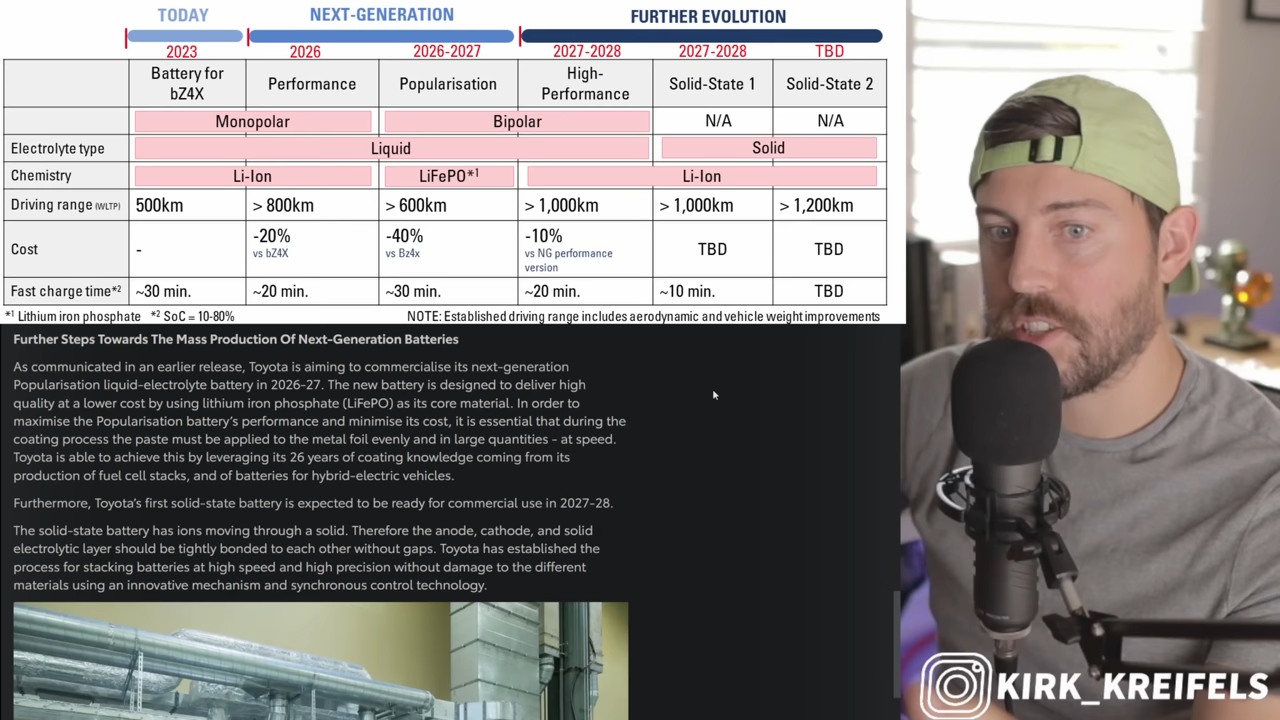 TODAY NEXT-GENERATION FURTHER EVOLUTION
2023 2026 2026-2027 2027-2028 2027-2028 TBD
Battery for bZ4X Performance Popularisation High-Performance Solid-State 1 Solid-State 2
Monopolar Bipolar N/A N/A
Electrolyte type Liquid Solid
Chemistry Li-Ion LiFePO*1 Li-Ion
Driving range (WLTP) 500km > 800km > 600km > 1,000km > 1,000km > 1,200km
Cost - -20% -40% -10% TBD TBD
vs bZ4X vs Bz4x vs NG performance version
Fast charge time*2 ~30 min. ~20 min. ~30 min. ~20 min. ~10 min. TBD
*1 Lithium iron phosphate *2 SoC = 10-80% NOTE: Established driving range includes aerodynamic and vehicle weight improvements
Further Steps Towards The Mass Production Of Next-Generation Batteries
As communicated in an earlier release, Toyota is aiming to commercialise its next-generation
Popularisation liquid-electrolyte battery in 2026-27. The new battery is designed to deliver high
quality at a lower cost by using lithium iron phosphate (LiFePO) as its core material. In order to
maximise the Popularisation battery's performance and minimise its cost, it is essential that during the
coating process the paste must be applied to the metal foil evenly and in large quantities - at speed.
Toyota is able to achieve this by leveraging its 26 years of coating knowledge coming from its
production of fuel cell stacks, and of batteries for hybrid-electric vehicles.
Furthermore, Toyota's first solid-state battery is expected to be ready for commercial use in 2027-28.
The solid-state battery has ions moving through a solid. Therefore the anode, cathode, and solid
electrolytic layer should be tightly bonded to each other without gaps. Toyota has established the
process for stacking batteries at high speed and high precision without damage to the different
materials using an innovative mechanism and synchronous control technology.
KIRK_KREIFELS